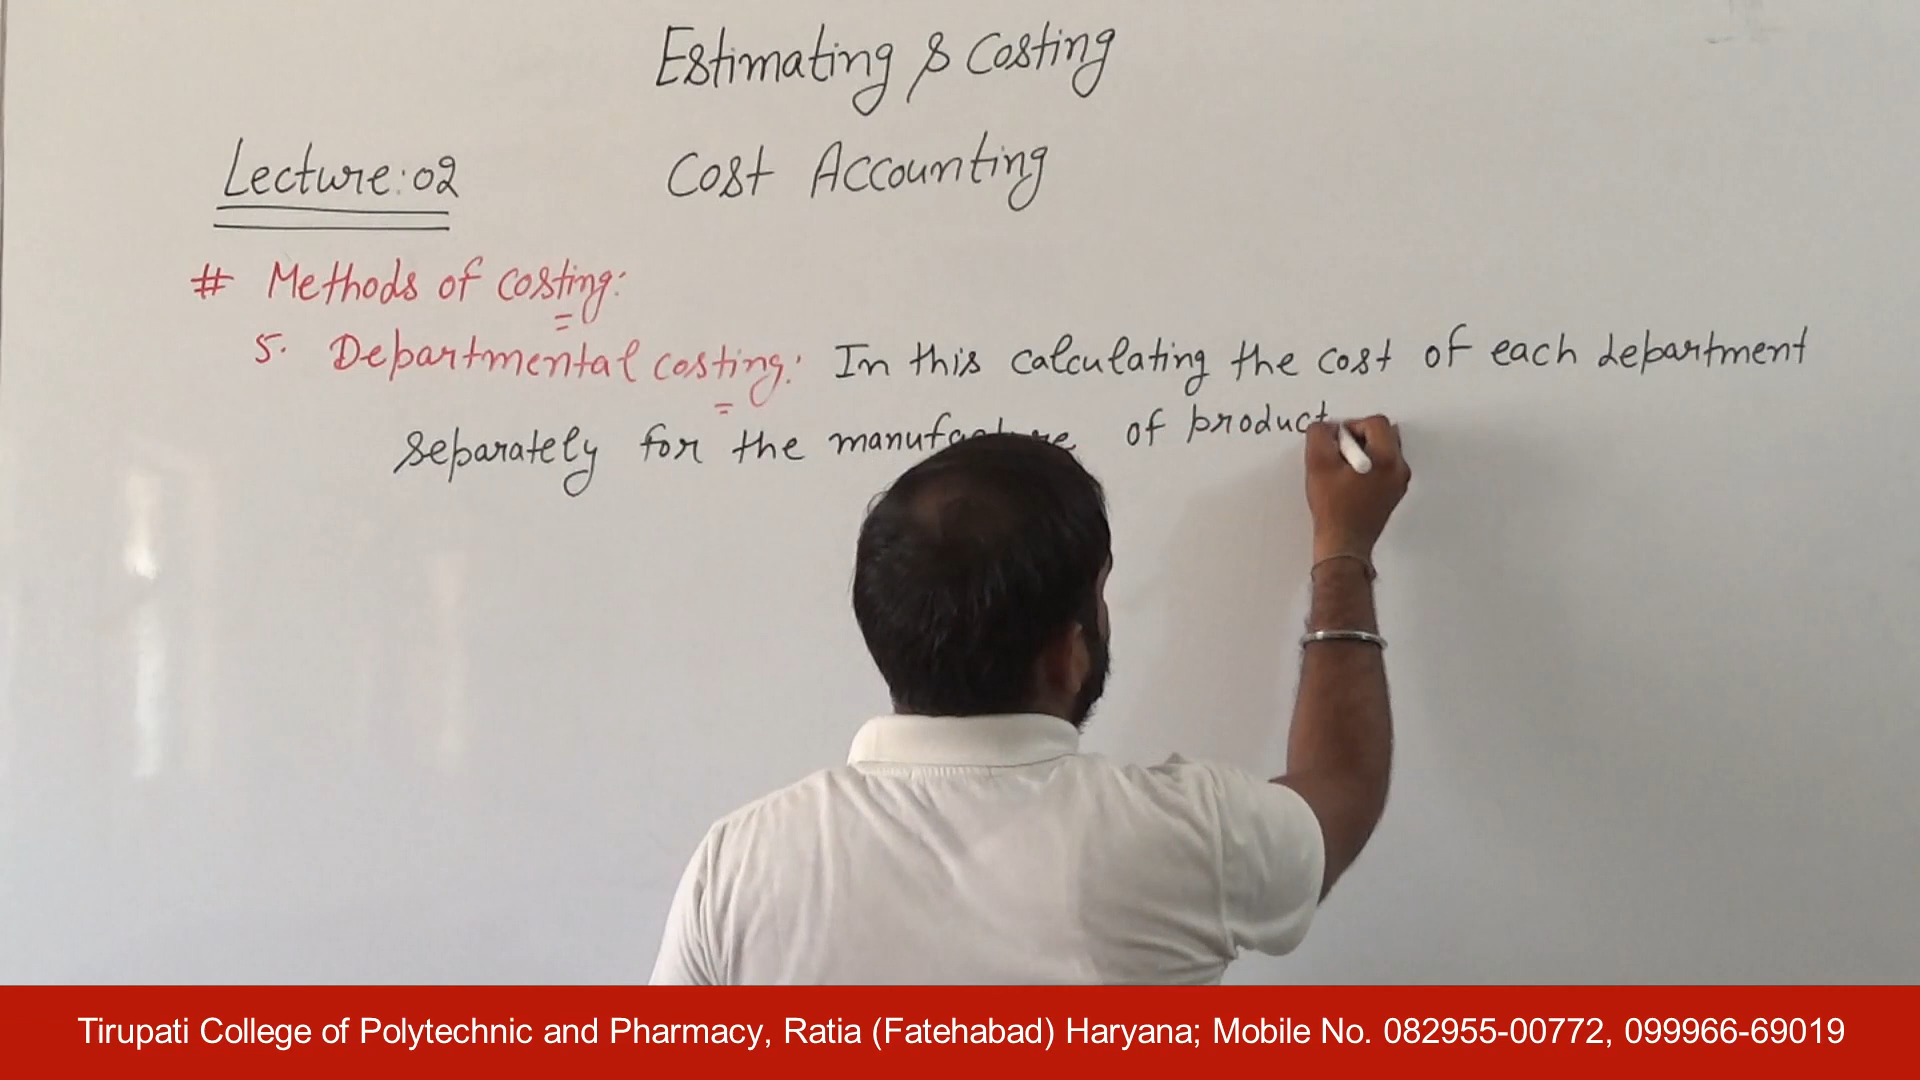 Estimating & Costing
Lecture:02 Cost Accounting
# Methods of costing:
5. Departmental costing: In this calculating the cost of each department
separately for the manufacture of product
Tirupati College of Polytechnic and Pharmacy, Ratia (Fatehabad) Haryana; Mobile No. 082955-00772, 099966-69019